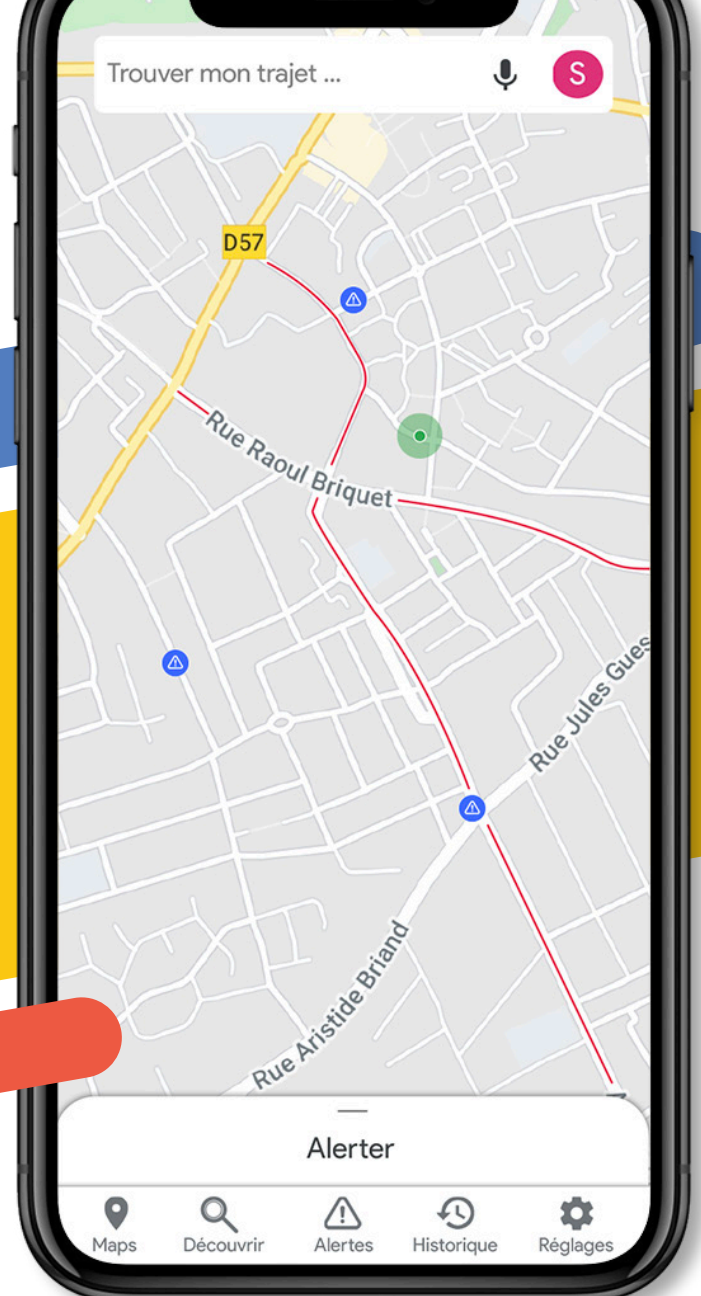 Trouver mon trajet ...
S
D57
Rue Raoul Briquet
Rue Jules Gues
Rue Aristide Briand
Alerter
Maps
Découvrir
Alertes
Historique
Réglages